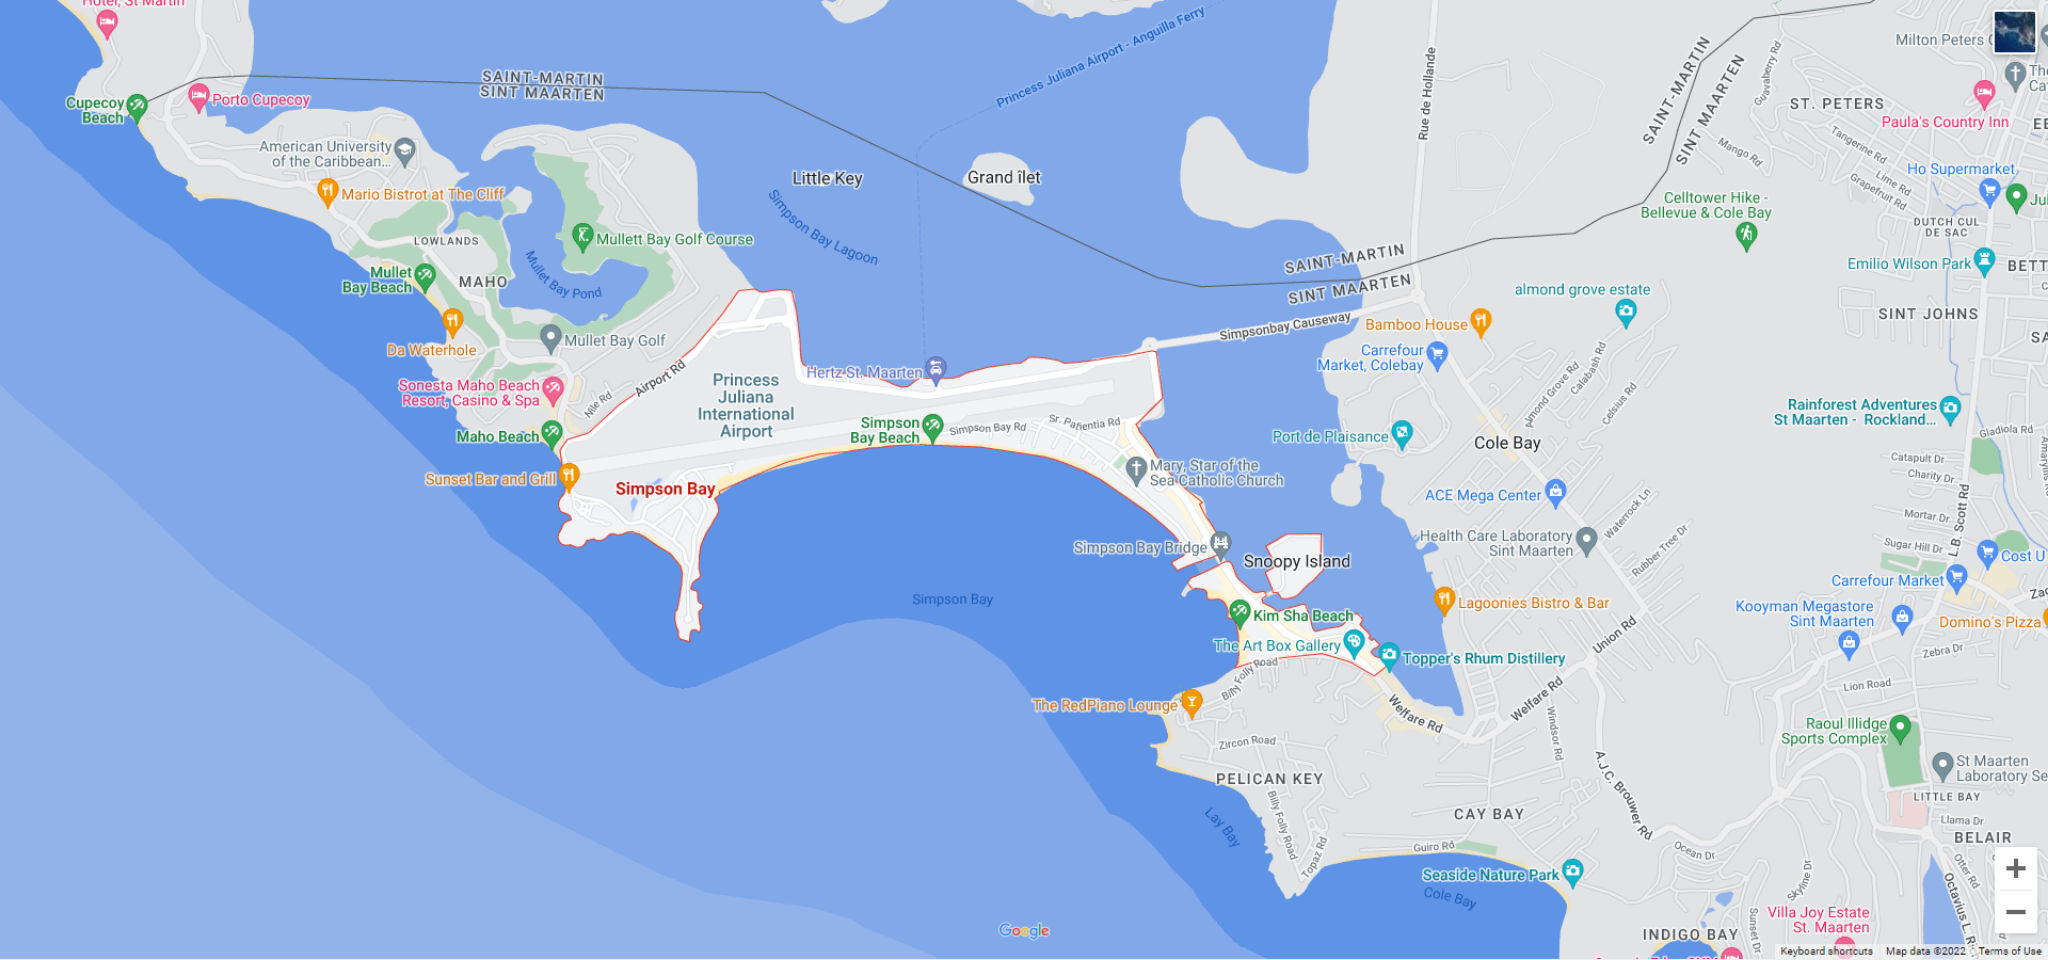 Hotel, St Martin
SAINT-MARTIN
SINT MAARTEN
Princess Juliana Airport - Anguilla Ferry
Rue de Hollande
SAINT-MARTIN
SINT MAARTEN
Guavaberry Rd
Milton Peters
ST. PETERS
Paula's Country Inn
Cupecoy
Beach
Porto Cupecoy
American University
of the Caribbean...
Mario Bistrot at The Cliff
Little Key
Grand îlet
Simpson Bay Lagoon
Tangerine Rd
Mango Rd
Lime Rd
Grapefruit Rd
Ho Supermarket
Celltower Hike -
Bellevue & Cole Bay
DUTCH CUL
DE SAC
LOWLANDS
Mullett Bay Golf Course
Mullet Bay Pond
Mullet
Bay Beach
MAHO
SAINT-MARTIN
SINT MAARTEN
Emilio Wilson Park
BETT
almond grove estate
SINT JOHNS
Simpsonbay Causeway
Bamboo House
Da Waterhole
Mullet Bay Golf
Carrefour
Market, Colebay
Airport Rd
Hertz St. Maarten
Sonesta Maho Beach
Resort, Casino & Spa
Nile Rd
Princess
Juliana
International
Airport
Almond Grove Rd
Calabash Rd
Celsius Rd
Rainforest Adventures
St Maarten - Rockland...
Gladiola Rd
Amaryllis
Maho Beach
Simpson
Bay Beach
Simpson Bay Rd
Sr. Patientia Rd
Port de Plaisance
Cole Bay
Catapult Dr
Charity Dr
Sunset Bar and Grill
Simpson Bay
Mary, Star of the
Sea Catholic Church
ACE Mega Center
Waterrock Ln
L.B. Scott Rd
Mortar Dr
Health Care Laboratory
Sint Maarten
Rubber Tree Dr
Sugar Hill Dr
Cost U
Simpson Bay Bridge
Snoopy Island
Carrefour Market
Simpson Bay
Kim Sha Beach
Lagoonies Bistro & Bar
Kooyman Megastore
Sint Maarten
Domino's Pizza
The Art Box Gallery
Topper's Rhum Distillery
Union Rd
Zebra Dr
Billy Folly Road
Lion Road
The RedPiano Lounge
Welfare Rd
Welfare Rd
Windsor Rd
Raoul Illidge
Sports Complex
Zircon Road
A.J.C. Brouwer Rd
PELICAN KEY
St Maarten
Laboratory Se
LITTLE BAY
Billy Folly Road
Lay Bay
CAY BAY
Llama Dr
BELAIR
Topaz Rd
Guiro Rd
Ocean Dr
Otter Rd
Skyline Dr
Seaside Nature Park
Cole Bay
Octavius L. R
Villa Joy Estate
St. Maarten
Sunset Dr
INDIGO BAY
Google
Keyboard shortcuts
Map data ©2022
Terms of Use